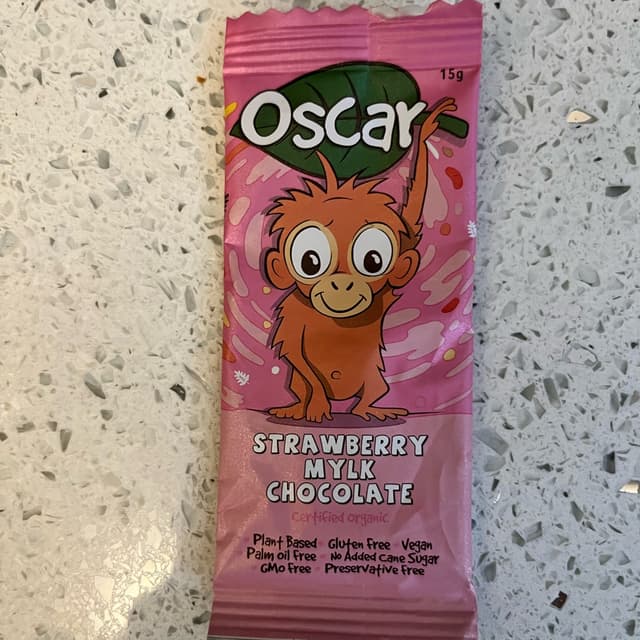 15g
Oscar
STRAWBERRY
MYLK
CHOCOLATE
Certified Organic
Plant Based Gluten Free Vegan
Palm oil Free No Added Cane Sugar
GMO Free Preservative Free